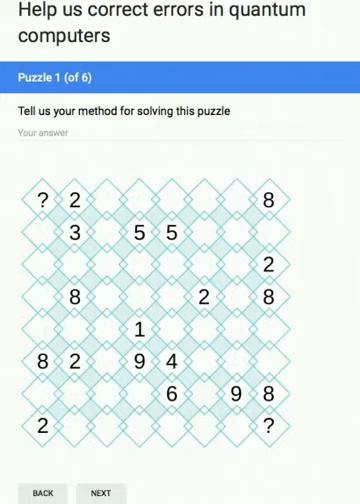 Help us correct errors in quantum
computers
Puzzle 1 (of 6)
Tell us your method for solving this puzzle
Your answer
? 2 8
3 5 5
2
8 2 8
1
8 2 9 4
6 9 8
2 ?
BACK NEXT